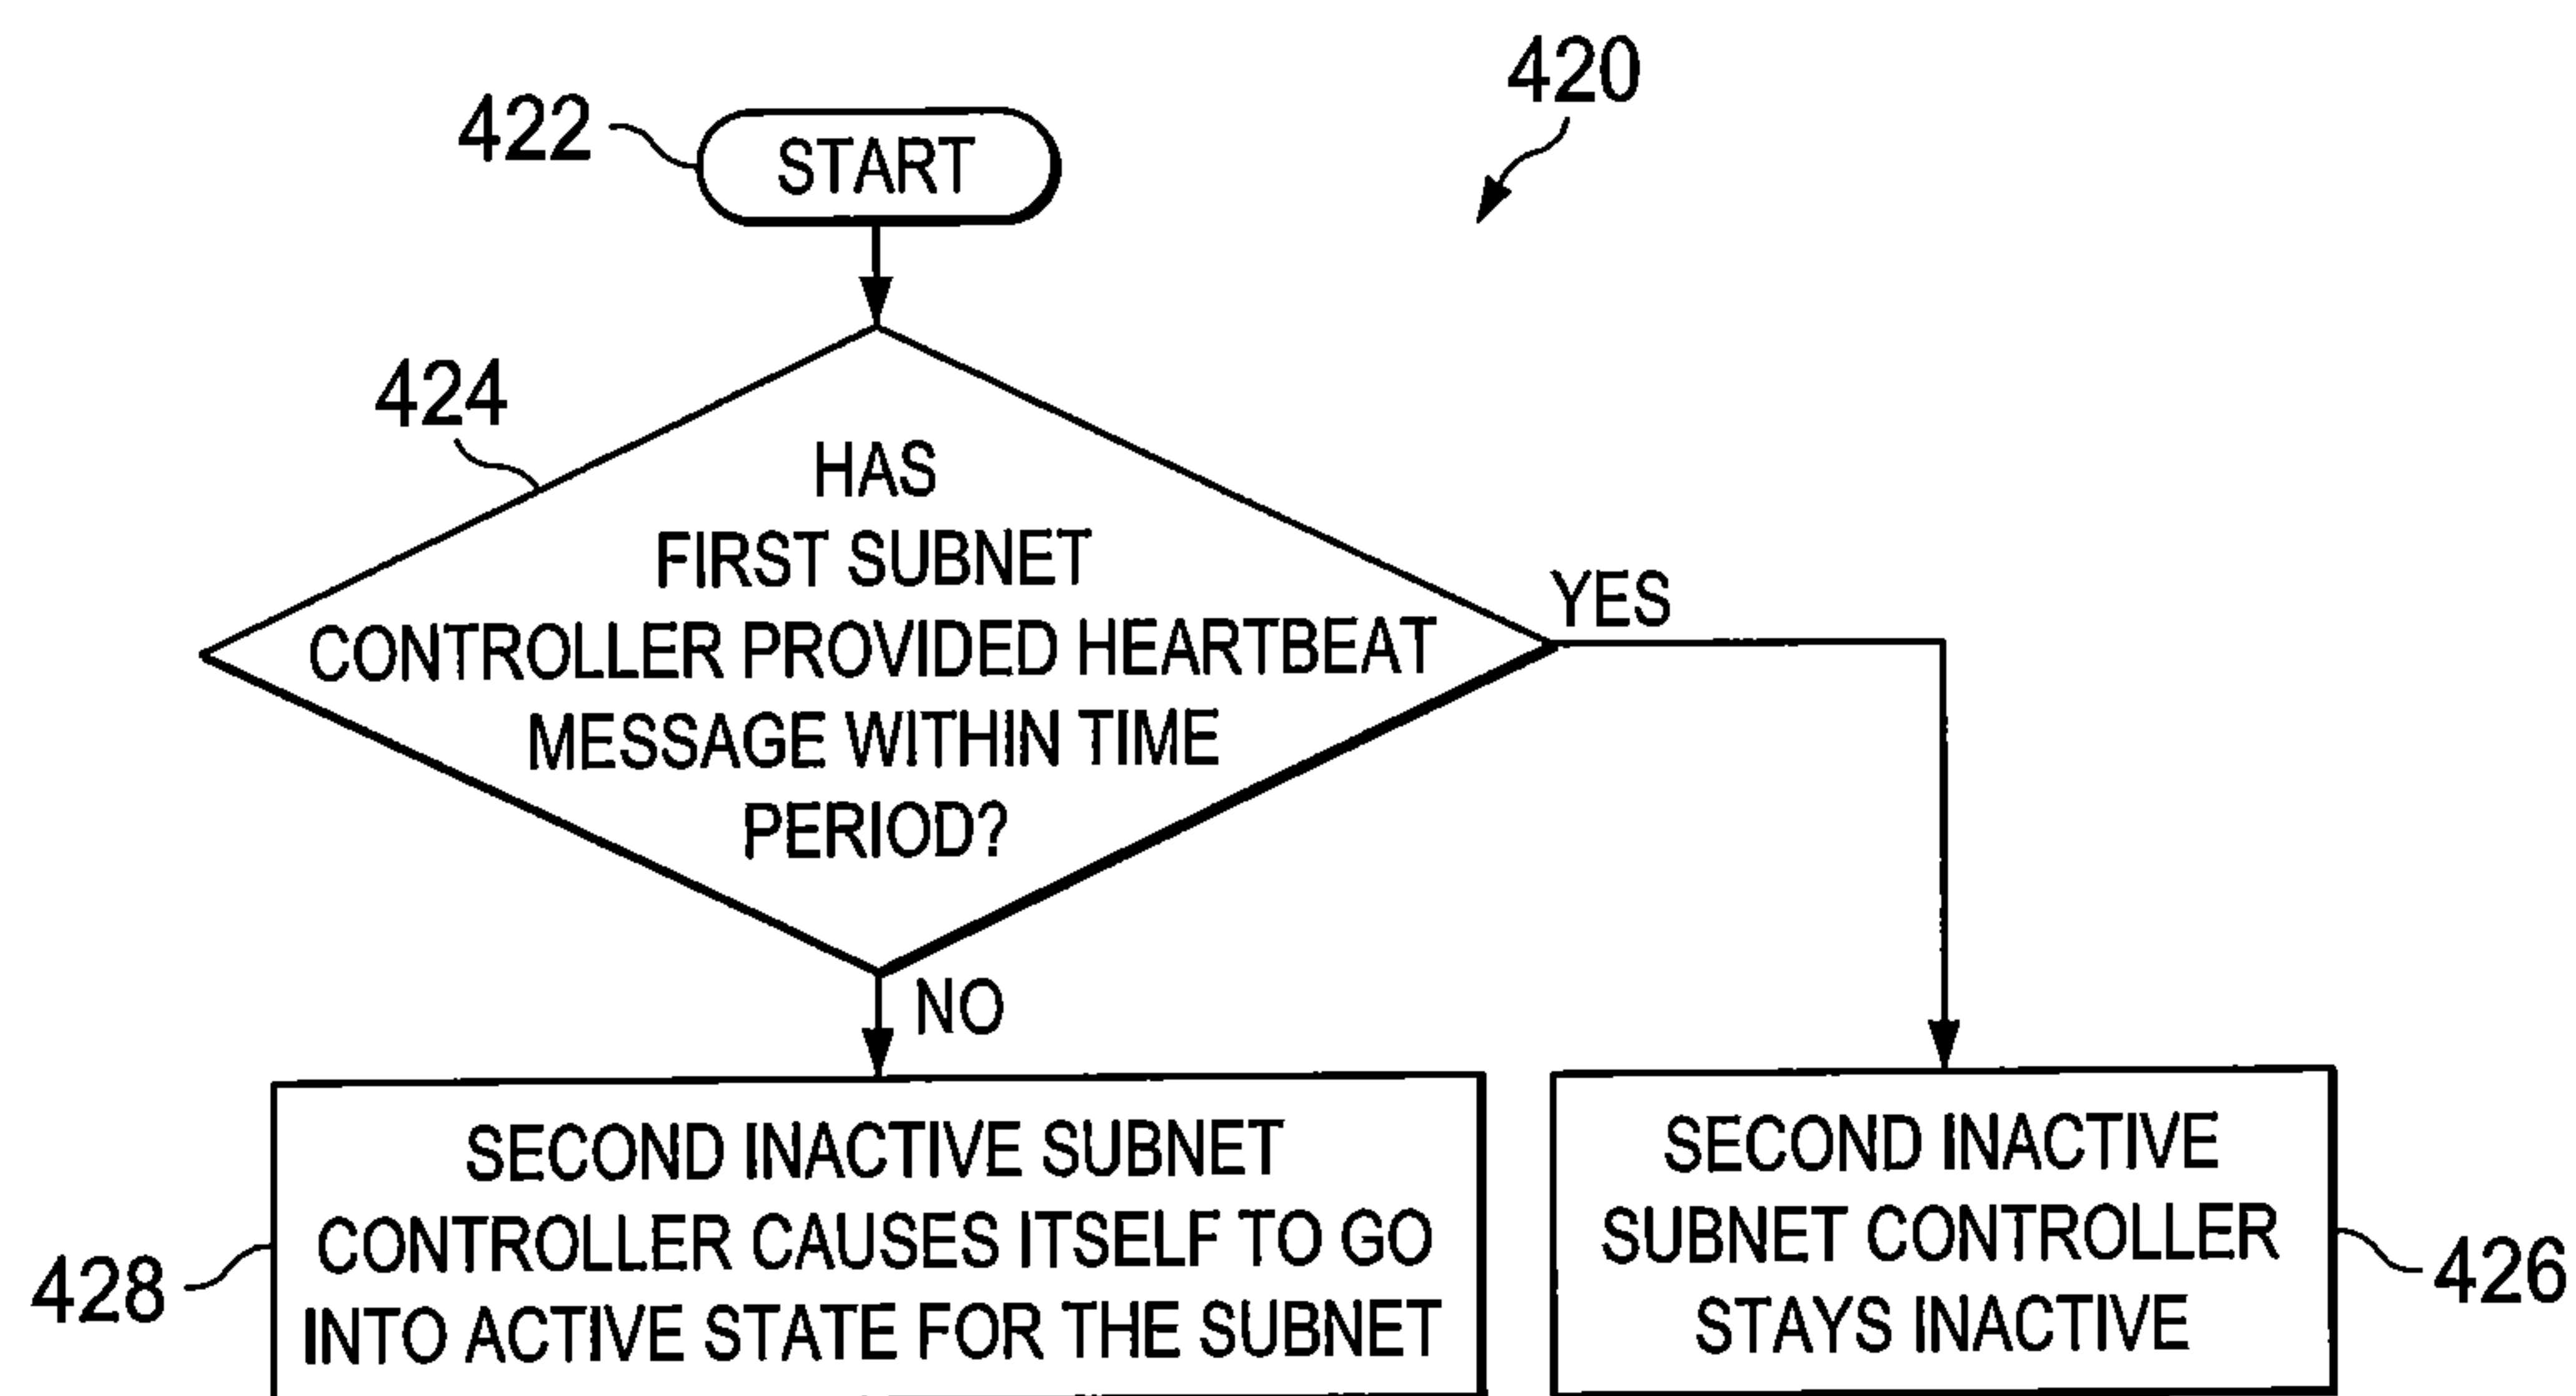 420
422
START
424
HAS
FIRST SUBNET
CONTROLLER PROVIDED HEARTBEAT
MESSAGE WITHIN TIME
PERIOD?
YES
NO
SECOND INACTIVE SUBNET
CONTROLLER CAUSES ITSELF TO GO
INTO ACTIVE STATE FOR THE SUBNET
428
SECOND INACTIVE
SUBNET CONTROLLER
STAYS INACTIVE
426